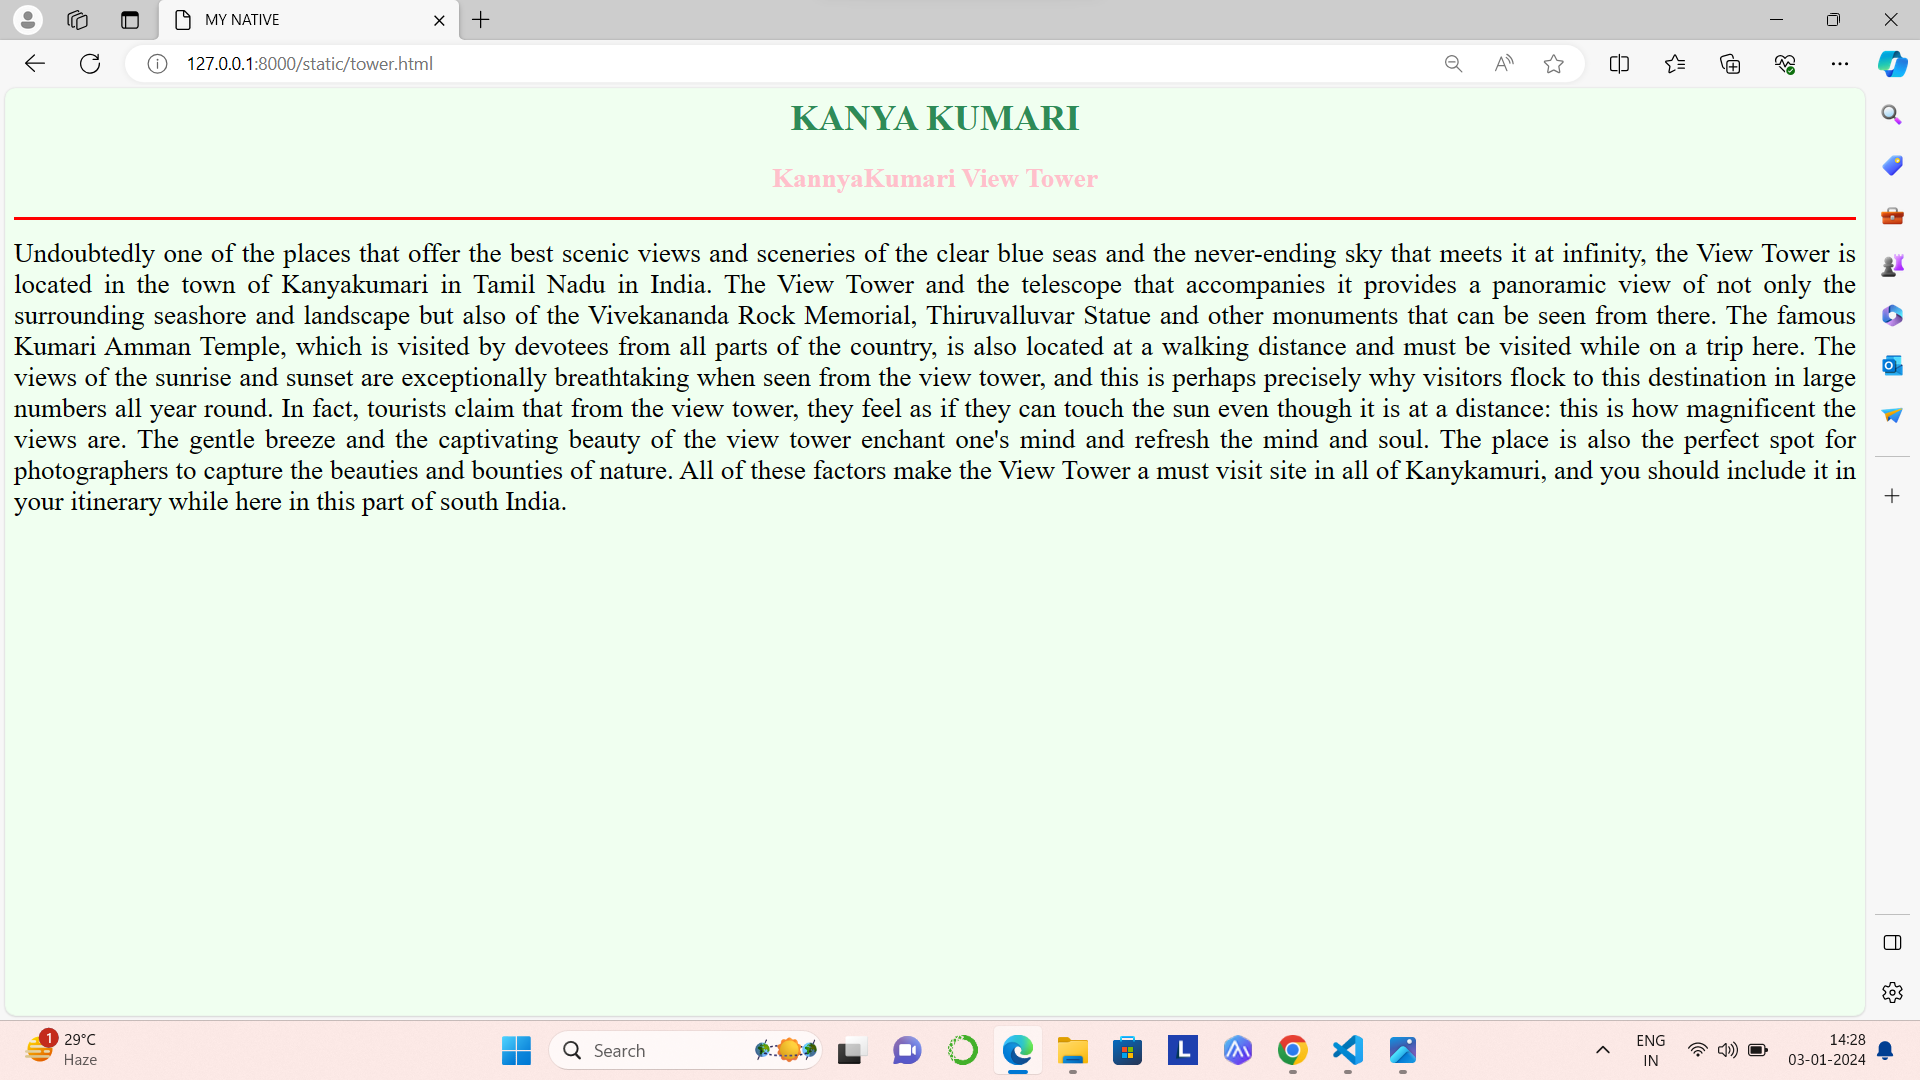 MY NATIVE
127.0.0.1:8000/static/tower.html
KANYA KUMARI
KannyaKumari View Tower
Undoubtedly one of the places that offer the best scenic views and sceneries of the clear blue seas and the never-ending sky that meets it at infinity, the View Tower is
located in the town of Kanyakumari in Tamil Nadu in India. The View Tower and the telescope that accompanies it provides a panoramic view of not only the
surrounding seashore and landscape but also of the Vivekananda Rock Memorial, Thiruvalluvar Statue and other monuments that can be seen from there. The famous
Kumari Amman Temple, which is visited by devotees from all parts of the country, is also located at a walking distance and must be visited while on a trip here. The
views of the sunrise and sunset are exceptionally breathtaking when seen from the view tower, and this is perhaps precisely why visitors flock to this destination in large
numbers all year round. In fact, tourists claim that from the view tower, they feel as if they can touch the sun even though it is at a distance: this is how magnificent the
views are. The gentle breeze and the captivating beauty of the view tower enchant one's mind and refresh the mind and soul. The place is also the perfect spot for
photographers to capture the beauties and bounties of nature. All of these factors make the View Tower a must visit site in all of Kanykamuri, and you should include it in
your itinerary while here in this part of south India.
1
29°C
Haze
Search
L
ENG
IN
14:28
03-01-2024